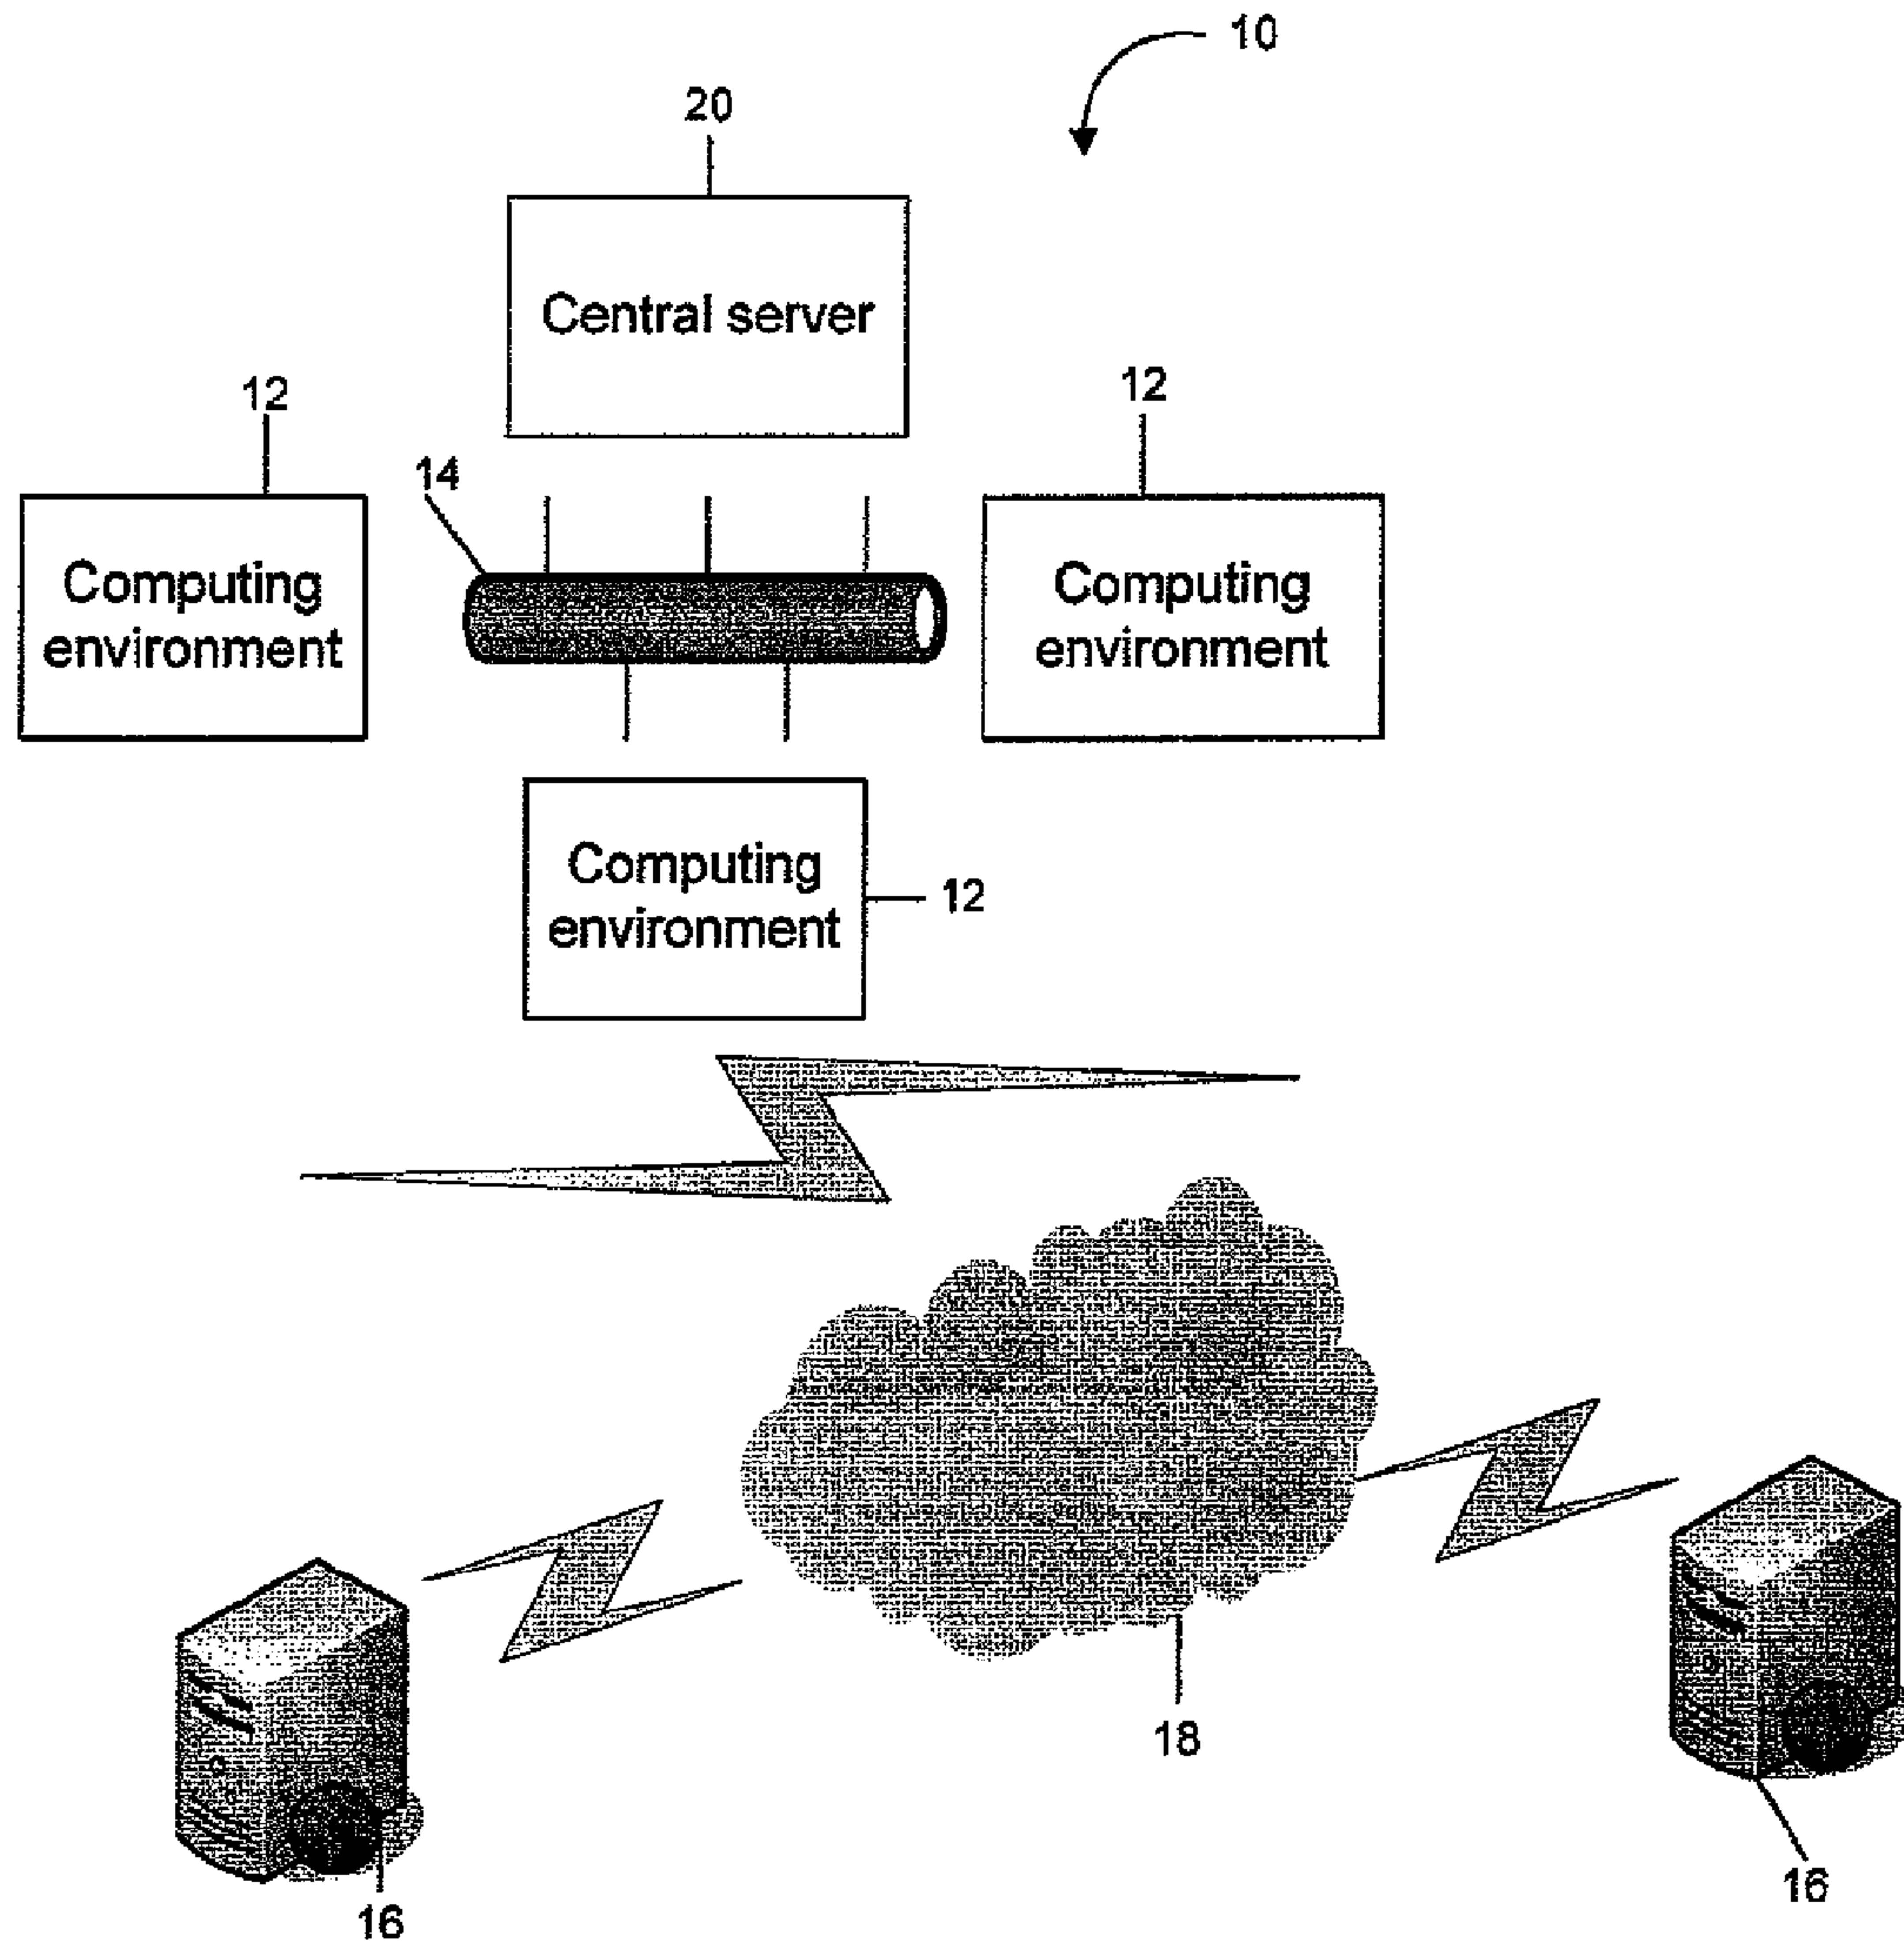 10
20
Central server
12
12
14
Computing
environment
Computing
environment
Computing
environment
12
18
16
16